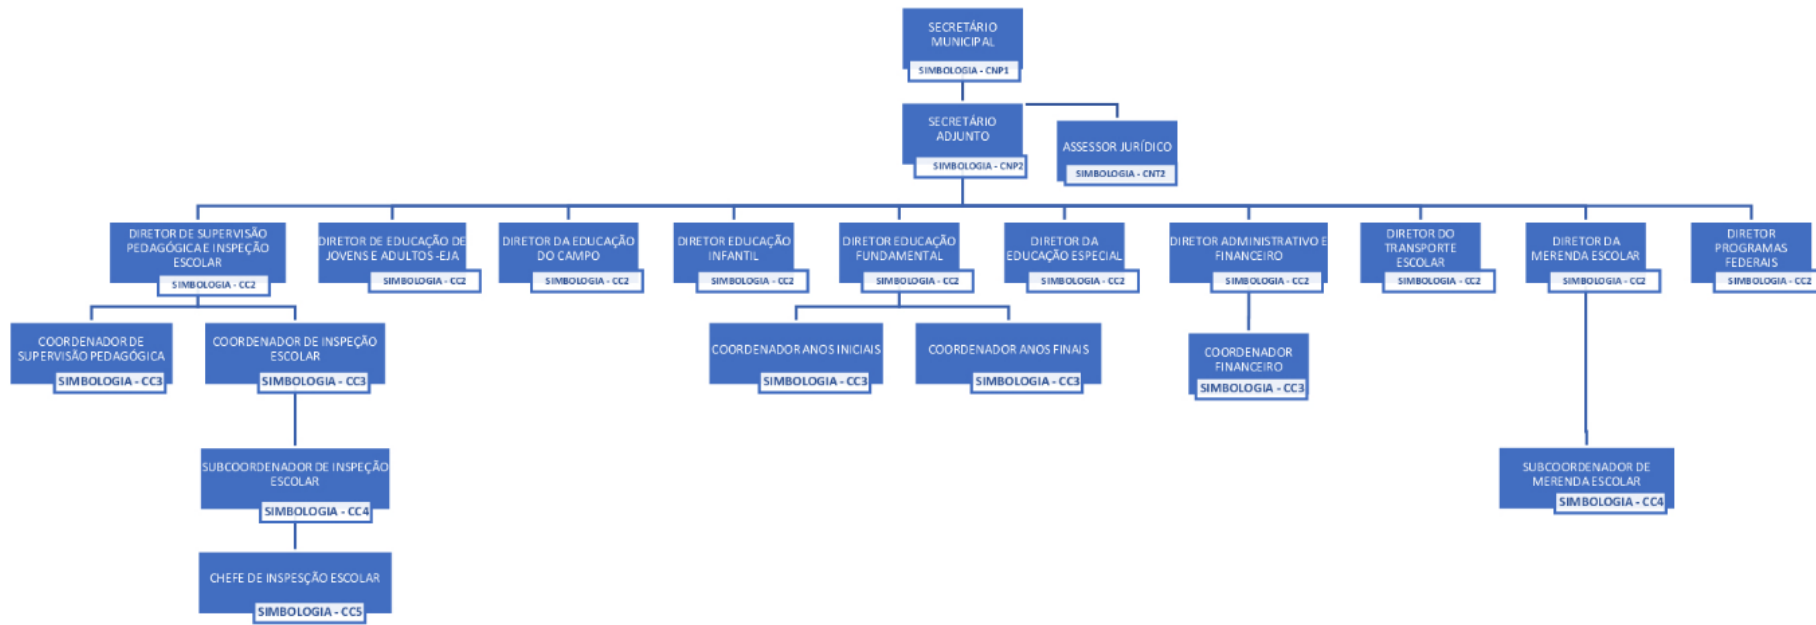 SECRETÁRIO
MUNICIPAL
SIMBOLOGIA - CNP1
SECRETÁRIO
ADJUNTO
SIMBOLOGIA - CNP2
ASSESSOR JURÍDICO
SIMBOLOGIA - CNT2
DIRETOR DE SUPERVISÃO
PEDAGÓGICA E INSPEÇÃO
ESCOLAR
SIMBOLOGIA - CC2
DIRETOR DE EDUCAÇÃO DE
JOVENS E ADULTOS -EJA
SIMBOLOGIA - CC2
DIRETOR DA EDUCAÇÃO
DO CAMPO
SIMBOLOGIA - CC2
DIRETOR EDUCAÇÃO
INFANTIL
SIMBOLOGIA - CC2
DIRETOR EDUCAÇÃO
FUNDAMENTAL
SIMBOLOGIA - CC2
DIRETOR DA
EDUCAÇÃO ESPECIAL
SIMBOLOGIA - CC2
DIRETOR ADMINISTRATIVO E
FINANCEIRO
SIMBOLOGIA - CC2
DIRETOR DO
TRANSPORTE
ESCOLAR
SIMBOLOGIA - CC2
DIRETOR DA
MERENDA ESCOLAR
SIMBOLOGIA - CC2
DIRETOR
PROGRAMAS
FEDERAIS
SIMBOLOGIA - CC2
COORDENADOR DE
SUPERVISÃO PEDAGÓGICA
SIMBOLOGIA - CC3
COORDENADOR DE INSPEÇÃO
ESCOLAR
SIMBOLOGIA - CC3
COORDENADOR ANOS INICIAIS
SIMBOLOGIA - CC3
COORDENADOR ANOS FINAIS
SIMBOLOGIA - CC3
COORDENADOR
FINANCEIRO
SIMBOLOGIA - CC3
SUBCOORDENADOR DE INSPEÇÃO
ESCOLAR
SIMBOLOGIA - CC4
SUBCOORDENADOR DE
MERENDA ESCOLAR
SIMBOLOGIA - CC4
CHEFE DE INSPESÇÃO ESCOLAR
SIMBOLOGIA - CC5